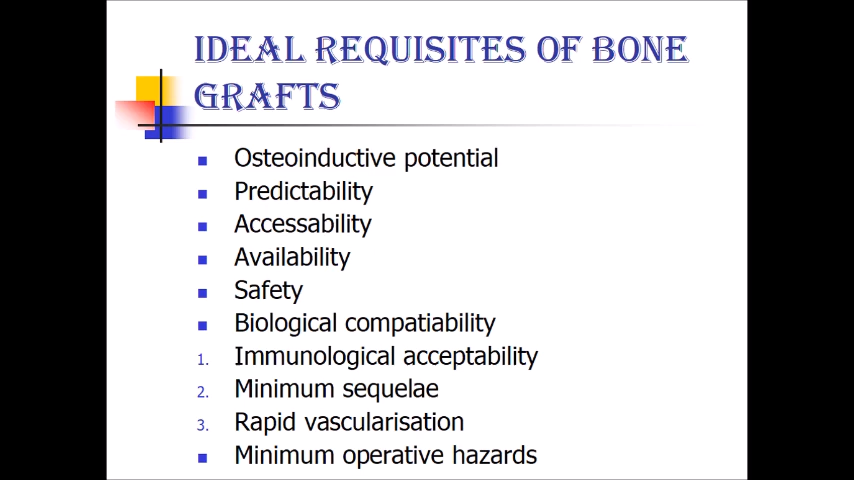 IDEAL REQUISITES OF BONE
GRAFTS
Osteoinductive potential
Predictability
Accessability
Availability
Safety
Biological compatiability
1. Immunological acceptability
2. Minimum sequelae
3. Rapid vascularisation
Minimum operative hazards